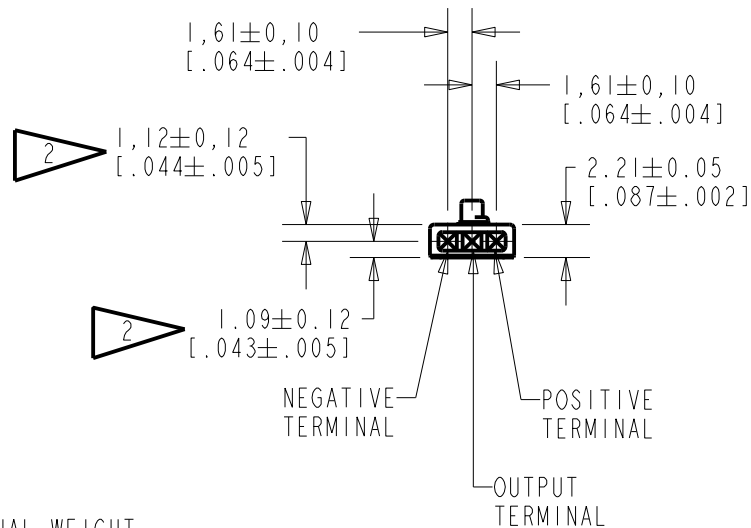 1,61±0,10
[.064±.004]
1,61±0,10
[.064±.004]
2
1,12±0,12
[.044±.005]
2.21±0.05
[.087±.002]
2
1.09±0.12
[.043±.005]
NEGATIVE
TERMINAL
POSITIVE
TERMINAL
OUTPUT
TERMINAL
WEIGHT